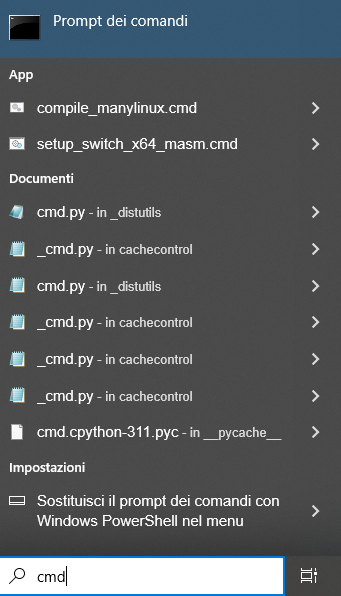 Prompt dei comandi
App
compile_manylinux.cmd
setup_switch_x64_masm.cmd
Documenti
cmd.py - in _distutils
_cmd.py - in cachecontrol
cmd.py - in _distutils
_cmd.py - in cachecontrol
_cmd.py - in cachecontrol
_cmd.py - in cachecontrol
cmd.cpython-311.pyc - in __pycache__
Impostazioni
Sostituisci il prompt dei comandi con
Windows PowerShell nel menu
cmd